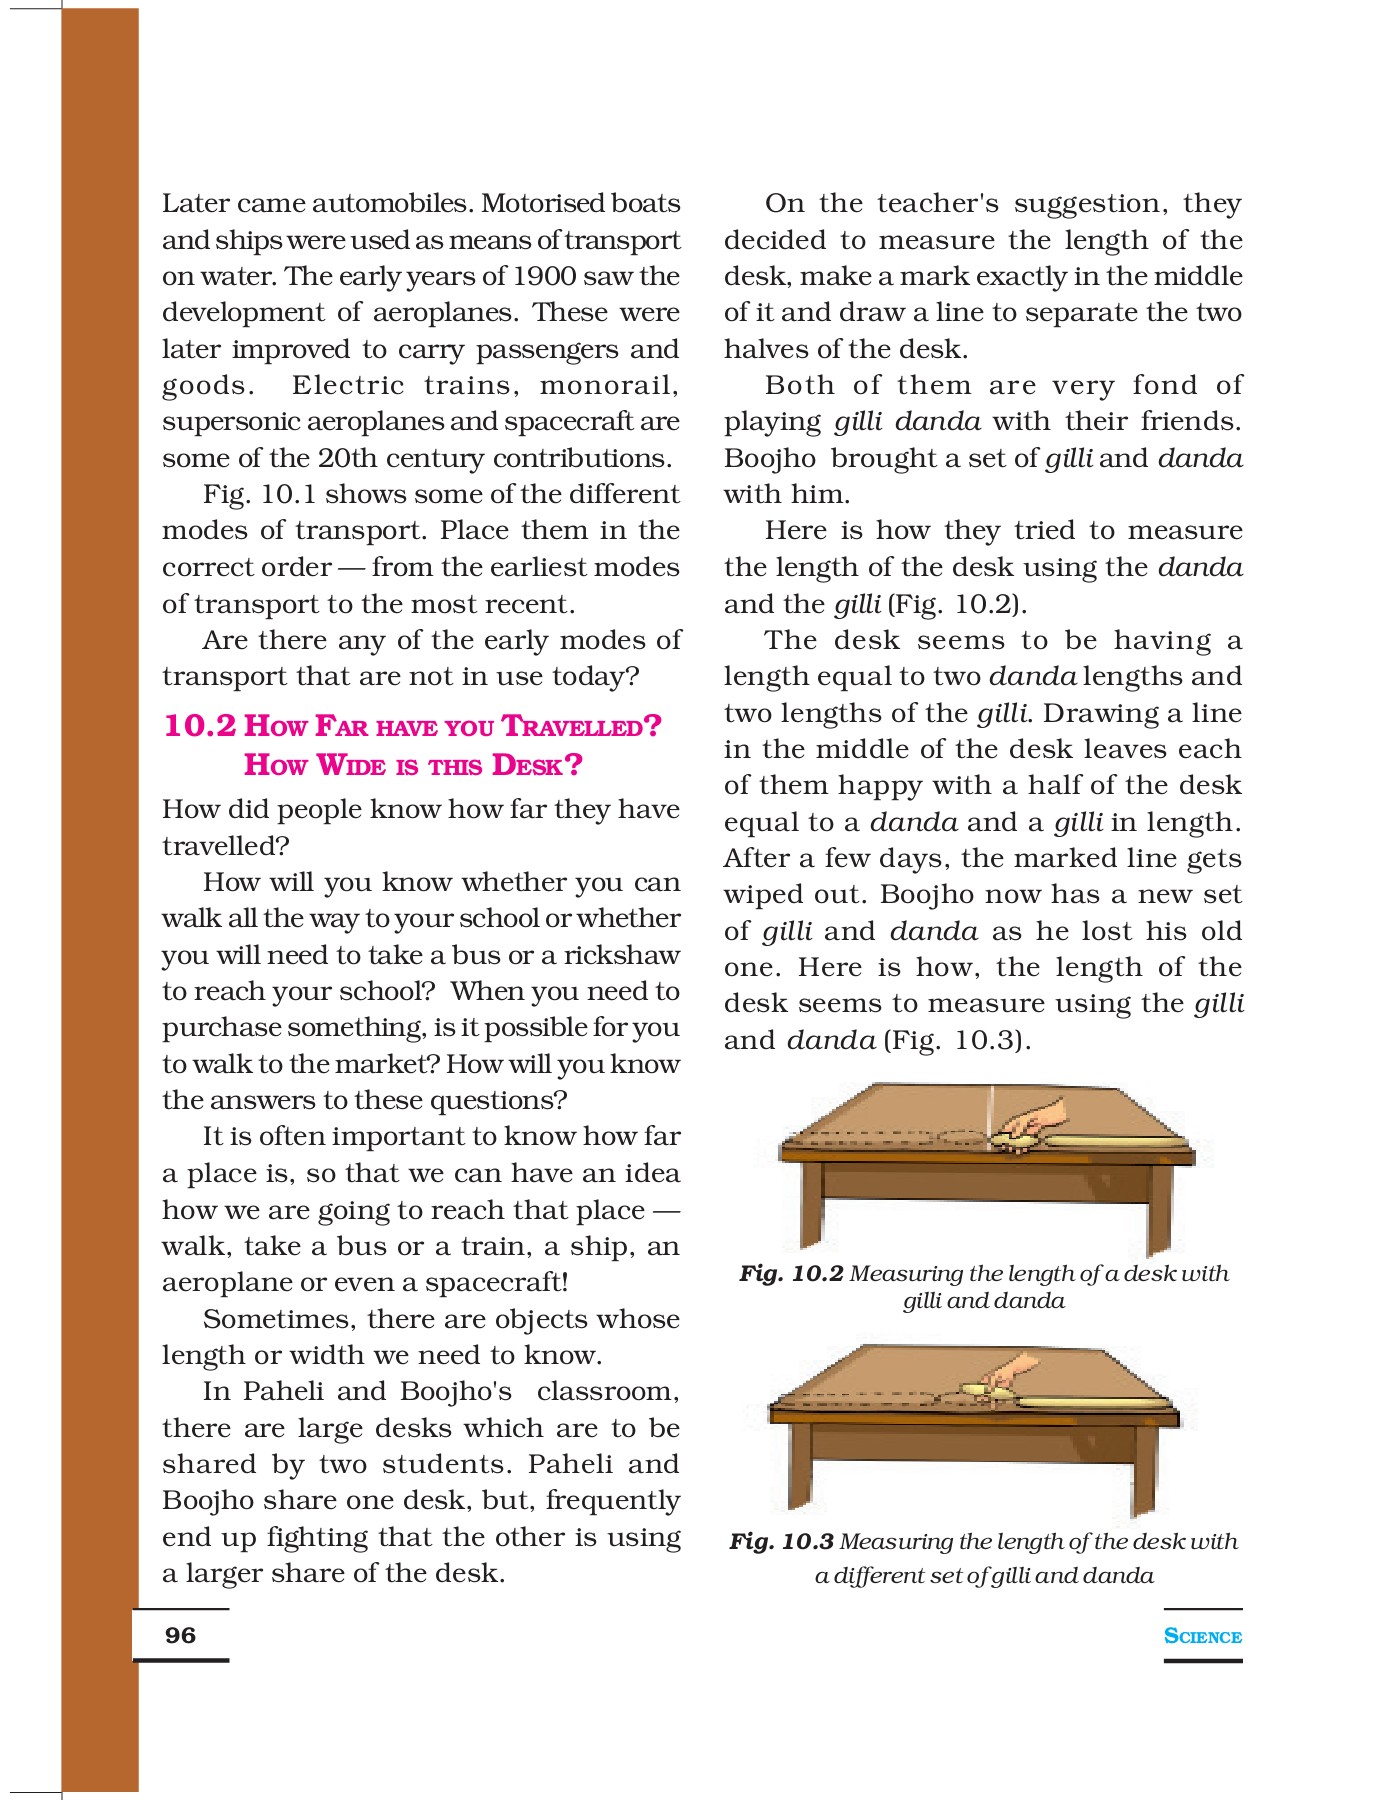 Later came automobiles. Motorised boats
and ships were used as means of transport
on water. The early years of 1900 saw the
development of aeroplanes. These were
later improved to carry passengers and
goods. Electric trains, monorail,
supersonic aeroplanes and spacecraft are
some of the 20th century contributions.
Fig. 10.1 shows some of the different
modes of transport. Place them in the
correct order — from the earliest modes
of transport to the most recent.
Are there any of the early modes of
transport that are not in use today?
10.2 How Far have you Travelled?
How Wide is this Desk?
How did people know how far they have
travelled?
How will you know whether you can
walk all the way to your school or whether
you will need to take a bus or a rickshaw
to reach your school? When you need to
purchase something, is it possible for you
to walk to the market? How will you know
the answers to these questions?
It is often important to know how far
a place is, so that we can have an idea
how we are going to reach that place —
walk, take a bus or a train, a ship, an
aeroplane or even a spacecraft!
Sometimes, there are objects whose
length or width we need to know.
In Paheli and Boojho's classroom,
there are large desks which are to be
shared by two students. Paheli and
Boojho share one desk, but, frequently
end up fighting that the other is using
a larger share of the desk.
On the teacher's suggestion, they
decided to measure the length of the
desk, make a mark exactly in the middle
of it and draw a line to separate the two
halves of the desk.
Both of them are very fond of
playing gilli danda with their friends.
Boojho brought a set of gilli and danda
with him.
Here is how they tried to measure
the length of the desk using the danda
and the gilli (Fig. 10.2).
The desk seems to be having a
length equal to two danda lengths and
two lengths of the gilli. Drawing a line
in the middle of the desk leaves each
of them happy with a half of the desk
equal to a danda and a gilli in length.
After a few days, the marked line gets
wiped out. Boojho now has a new set
of gilli and danda as he lost his old
one. Here is how, the length of the
desk seems to measure using the gilli
and danda (Fig. 10.3).
Fig. 10.2 Measuring the length of a desk with
gilli and danda
Fig. 10.3 Measuring the length of the desk with
a different set of gilli and danda
96
Science